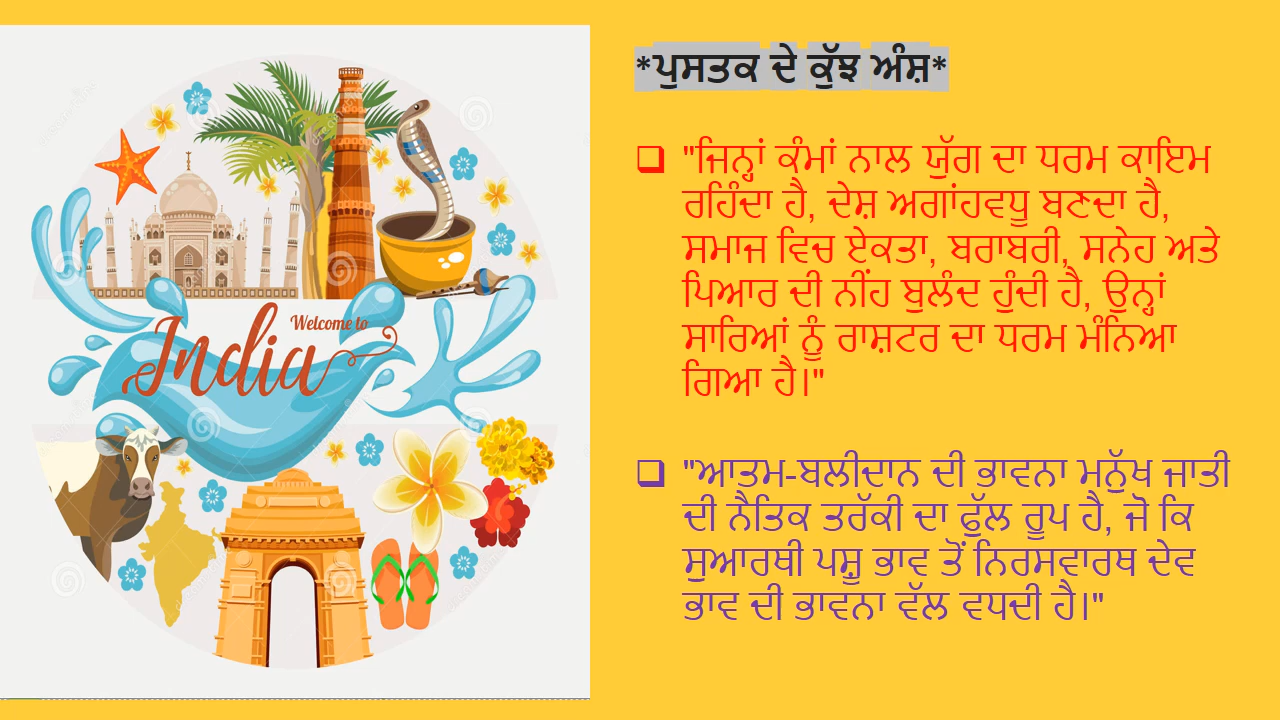 Welcome to
India
*ਪੁਸਤਕ ਦੇ ਕੁੱਝ ਅੰਸ਼*
❑ "ਜਿਨ੍ਹਾਂ ਕੰਮਾਂ ਨਾਲ ਯੁੱਗ ਦਾ ਧਰਮ ਕਾਇਮ
ਰਹਿੰਦਾ ਹੈ, ਦੇਸ਼ ਅਗਾਂਹਵਧੂ ਬਣਦਾ ਹੈ,
ਸਮਾਜ ਵਿਚ ਏਕਤਾ, ਬਰਾਬਰੀ, ਸਨੇਹ ਅਤੇ
ਪਿਆਰ ਦੀ ਨੀਂਹ ਬੁਲੰਦ ਹੁੰਦੀ ਹੈ, ਉਨ੍ਹਾਂ
ਸਾਰਿਆਂ ਨੂੰ ਰਾਸ਼ਟਰ ਦਾ ਧਰਮ ਮੰਨਿਆ
ਗਿਆ ਹੈ।"
❑ "ਆਤਮ-ਬਲੀਦਾਨ ਦੀ ਭਾਵਨਾ ਮਨੁੱਖ ਜਾਤੀ
ਦੀ ਨੈਤਿਕ ਤਰੱਕੀ ਦਾ ਫੁੱਲ ਰੂਪ ਹੈ, ਜੋ ਕਿ
ਸੁਆਰਥੀ ਪਸ਼ੂ ਭਾਵ ਤੋਂ ਨਿਰਸਵਾਰਥ ਦੇਵ
ਭਾਵ ਦੀ ਭਾਵਨਾ ਵੱਲ ਵਧਦੀ ਹੈ।"